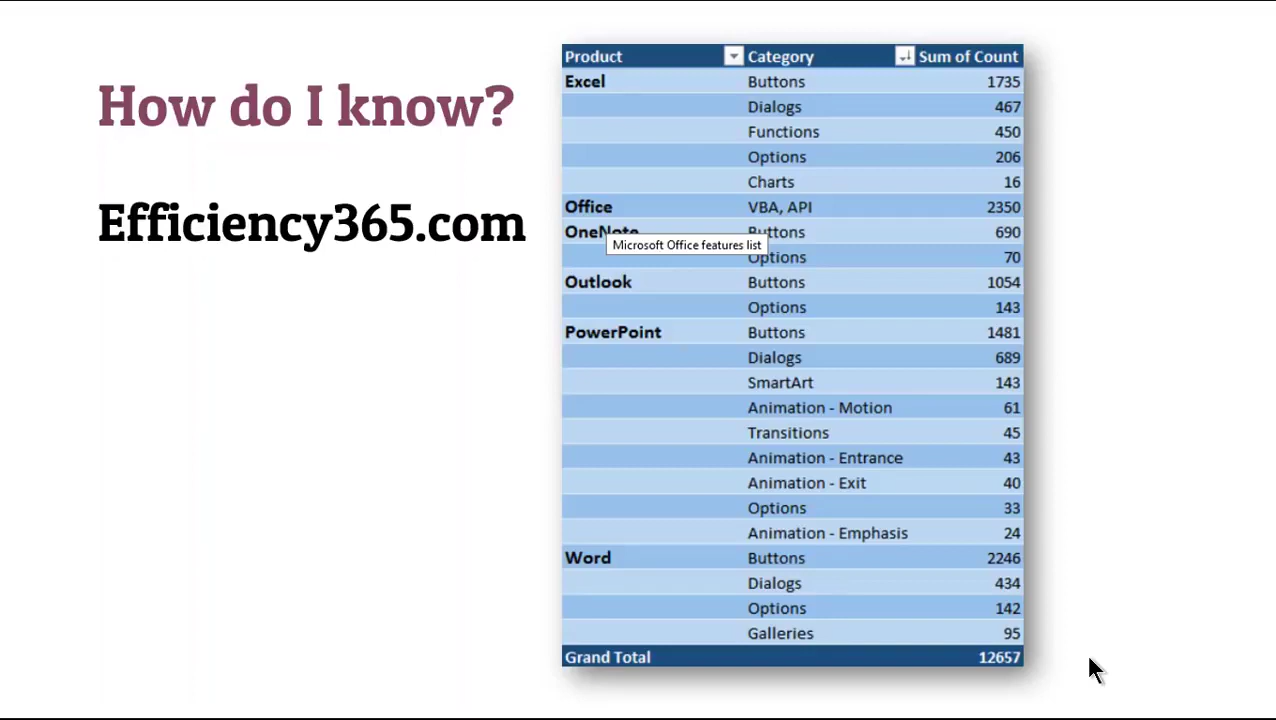 How do I know?
Efficiency365.com
Product Category Sum of Count
Excel Buttons 1735
Dialogs 467
Functions 450
Options 206
Charts 16
Office VBA, API 2350
OneNote Buttons 690
Microsoft Office features list
Options 70
Outlook Buttons 1054
Options 143
PowerPoint Buttons 1481
Dialogs 689
SmartArt 143
Animation - Motion 61
Transitions 45
Animation - Entrance 43
Animation - Exit 40
Options 33
Animation - Emphasis 24
Word Buttons 2246
Dialogs 434
Options 142
Galleries 95
Grand Total 12657